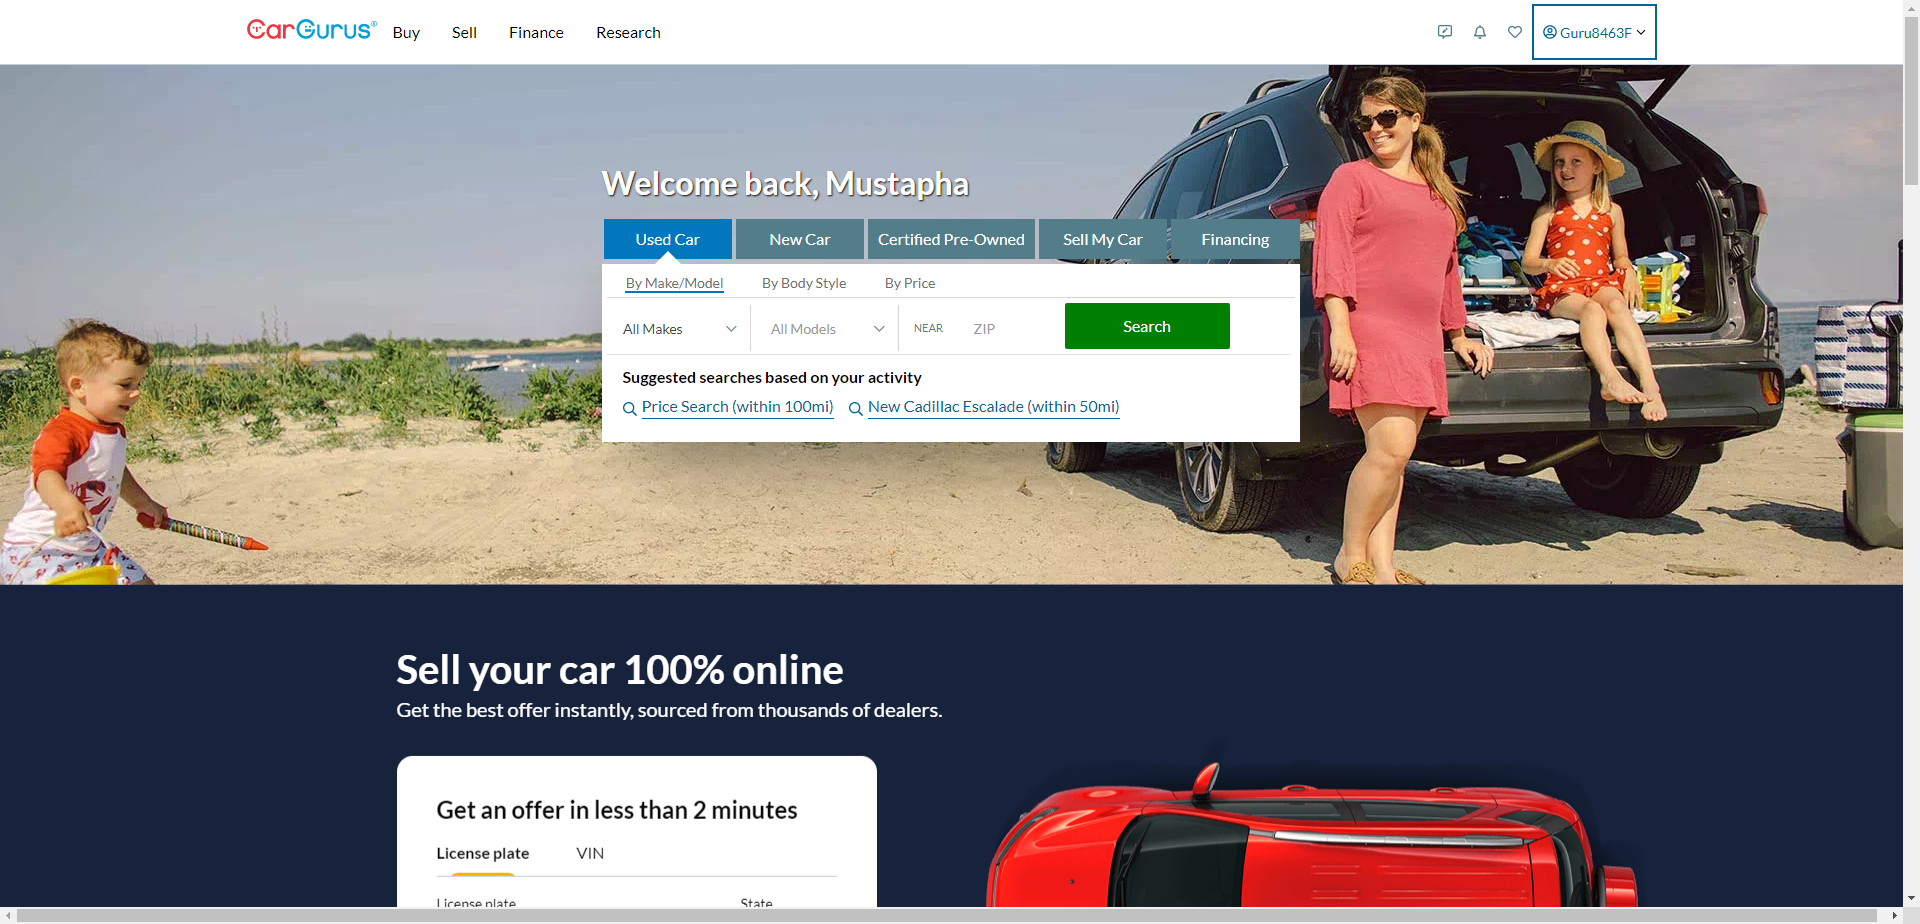 CarGurus®
Buy Sell Finance Research
Guru8463F
Welcome back, Mustapha
Used Car New Car Certified Pre-Owned Sell My Car Financing
By Make/Model By Body Style By Price
All Makes All Models NEAR ZIP Search
Suggested searches based on your activity
Price Search (within 100mi) New Cadillac Escalade (within 50mi)
Sell your car 100% online
Get the best offer instantly, sourced from thousands of dealers.
Get an offer in less than 2 minutes
License plate VIN
License plate State